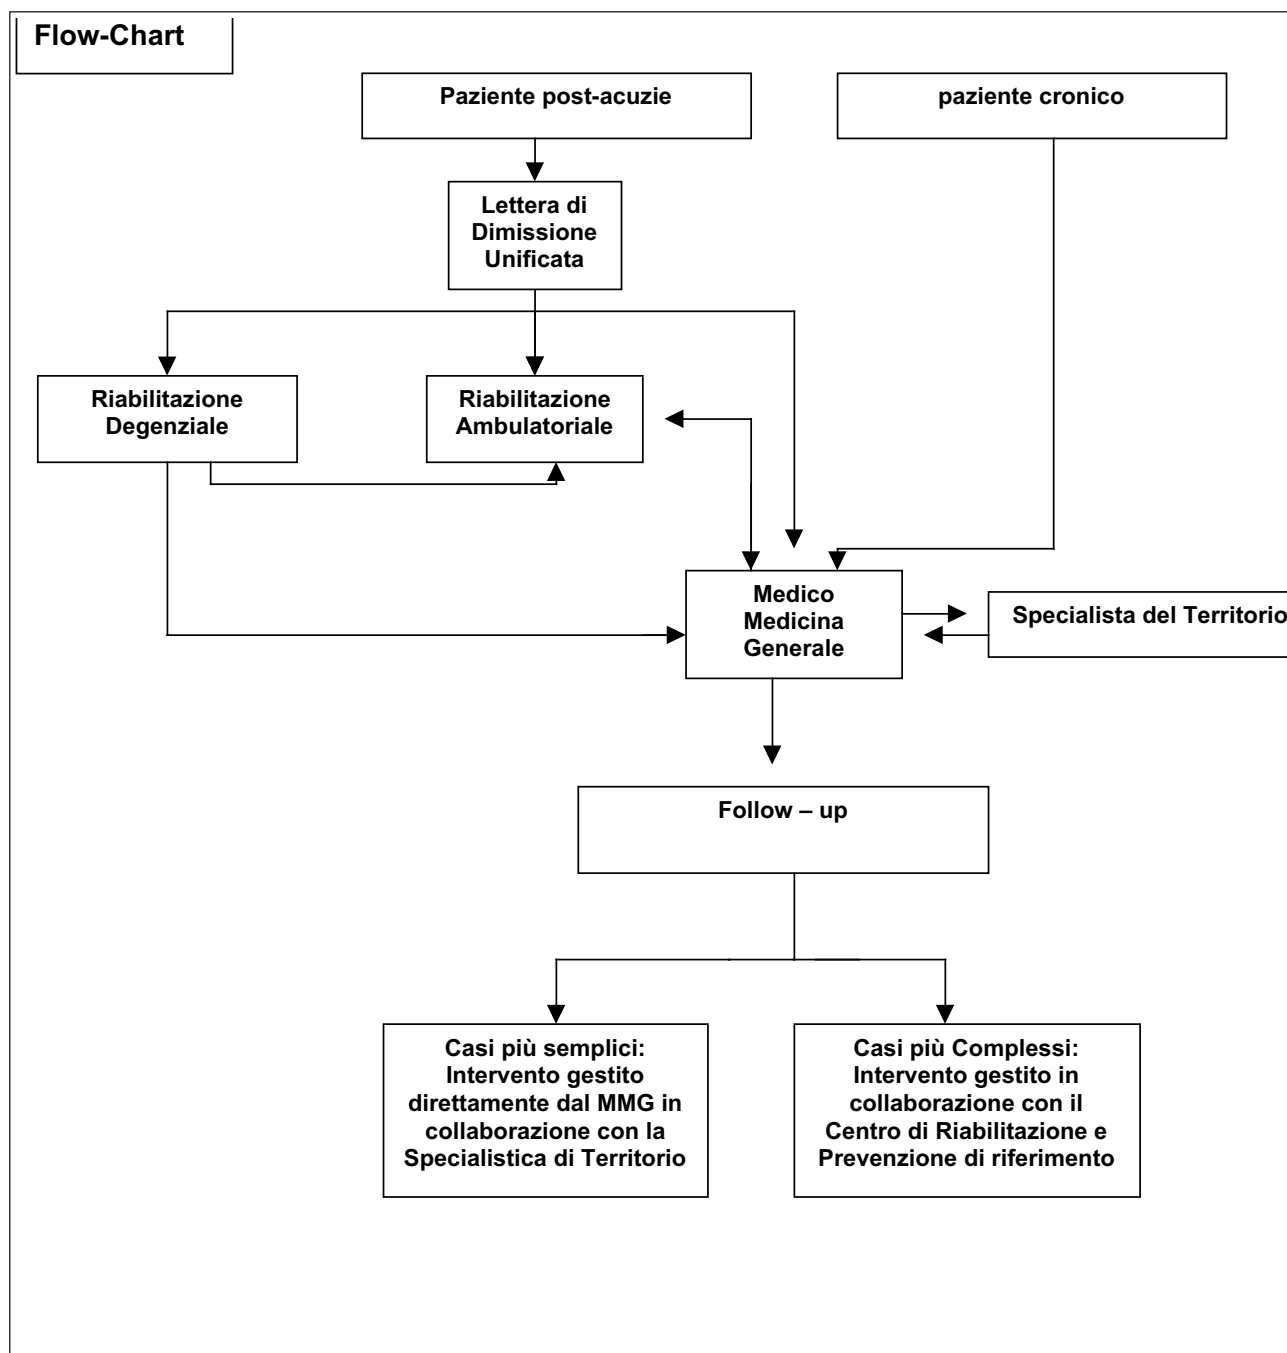 Flow-Chart
Paziente post-acuzie
paziente cronico
Lettera di
Dimissione
Unificata
Riabilitazione
Degenziale
Riabilitazione
Ambulatoriale
Medico
Medicina
Generale
Specialista del Territorio
Follow – up
Casi più semplici:
Intervento gestito
direttamente dal MMG in
collaborazione con la
Specialistica di Territorio
Casi più Complessi:
Intervento gestito in
collaborazione con il
Centro di Riabilitazione e
Prevenzione di riferimento